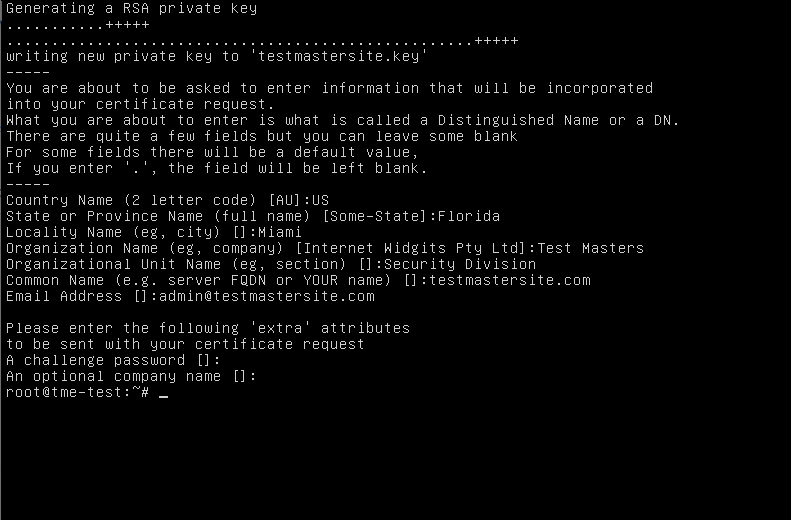 Generating a RSA private key
...........+++++
....................................................+++++
writing new private key to 'testmastersite.key'
-----
You are about to be asked to enter information that will be incorporated
into your certificate request.
What you are about to enter is what is called a Distinguished Name or a DN.
There are quite a few fields but you can leave some blank
For some fields there will be a default value,
If you enter '.', the field will be left blank.
-----
Country Name (2 letter code) [AU]:US
State or Province Name (full name) [Some-State]:Florida
Locality Name (eg, city) []:Miami
Organization Name (eg, company) [Internet Widgits Pty Ltd]:Test Masters
Organizational Unit Name (eg, section) []:Security Division
Common Name (e.g. server FQDN or YOUR name) []:testmastersite.com
Email Address []:admin@testmastersite.com

Please enter the following 'extra' attributes
to be sent with your certificate request
A challenge password []:
An optional company name []:
root@tme-test:~# _